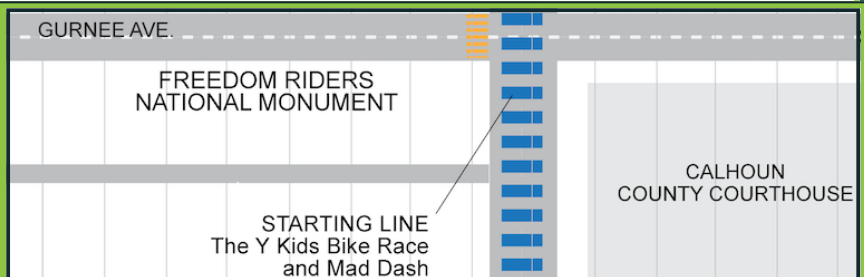 GURNEE AVE.
FREEDOM RIDERS
NATIONAL MONUMENT
CALHOUN
COUNTY COURTHOUSE
STARTING LINE
The Y Kids Bike Race
and Mad Dash